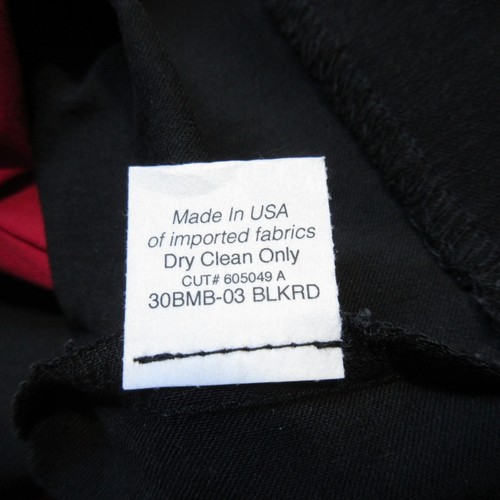 Made In USA
of imported fabrics
Dry Clean Only
CUT# 605049 A
30BMB-03 BLKRD